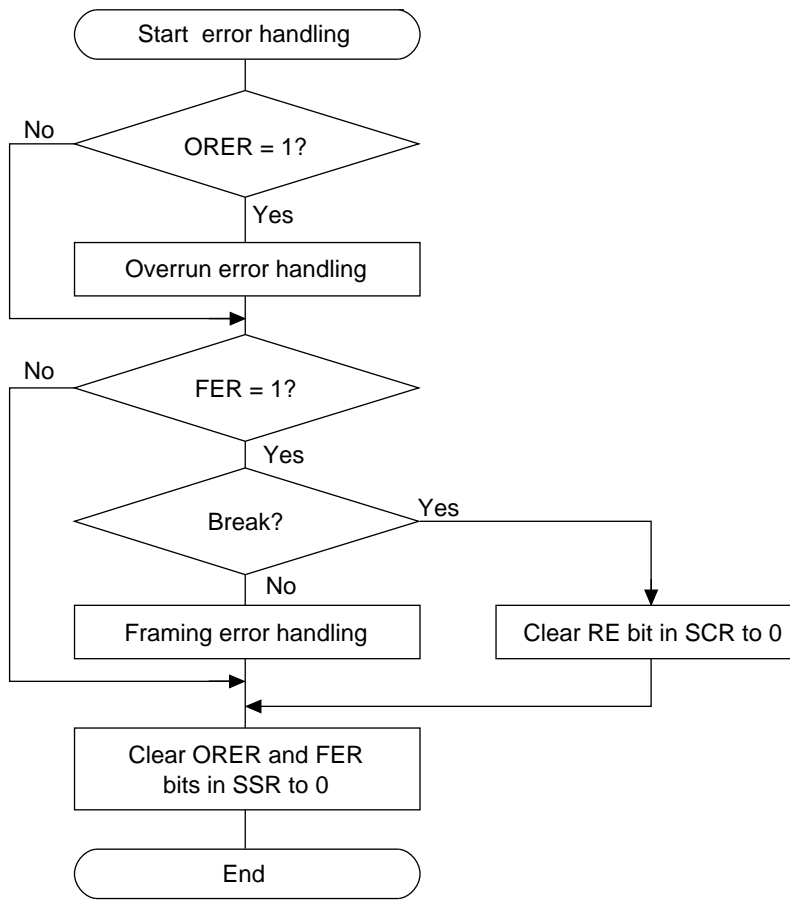 Start error handling
No
ORER = 1?
Yes
Overrun error handling
No
FER = 1?
Yes
Break?
Yes
No
Framing error handling
Clear RE bit in SCR to 0
Clear ORER and FER
bits in SSR to 0
End